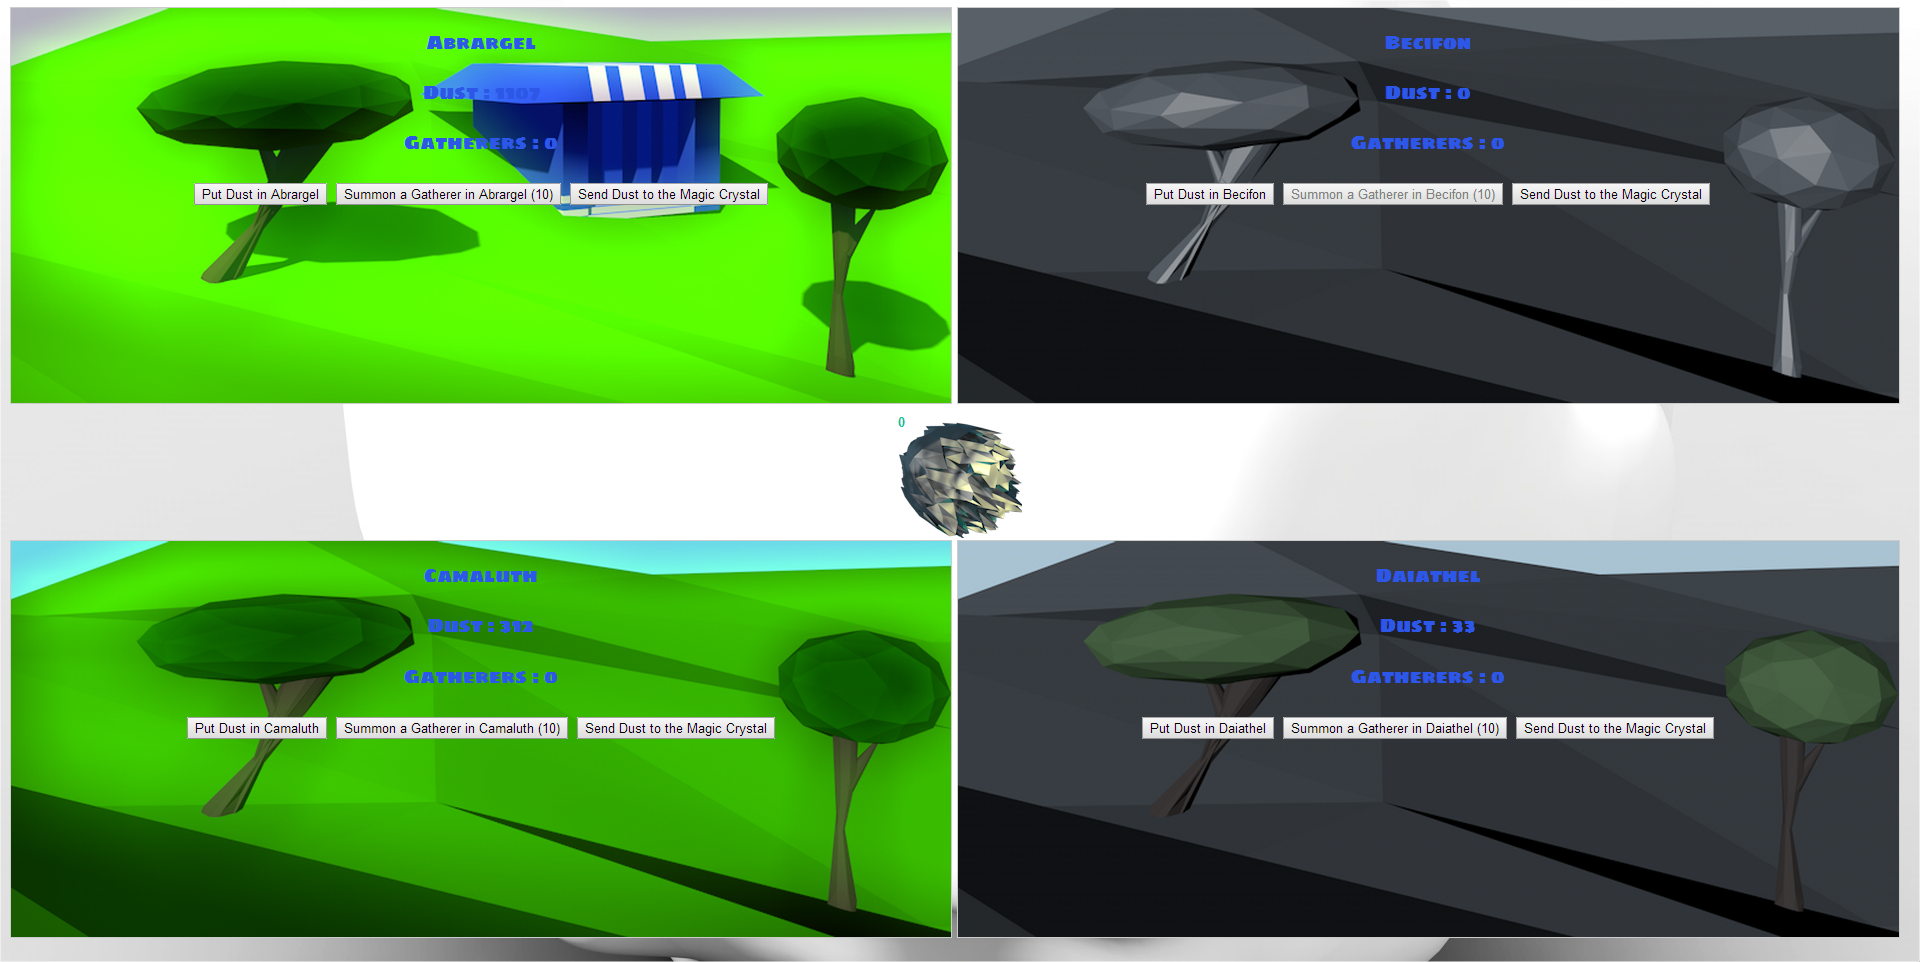 Abrargel
Dust : 1107
Gatherers : 0
Put Dust in Abrargel
Summon a Gatherer in Abrargel (10)
Send Dust to the Magic Crystal
Becifon
Dust : 0
Gatherers : 0
Put Dust in Becifon
Summon a Gatherer in Becifon (10)
Send Dust to the Magic Crystal
0
Camaluth
Dust : 312
Gatherers : 0
Put Dust in Camaluth
Summon a Gatherer in Camaluth (10)
Send Dust to the Magic Crystal
Daiathel
Dust : 33
Gatherers : 0
Put Dust in Daiathel
Summon a Gatherer in Daiathel (10)
Send Dust to the Magic Crystal